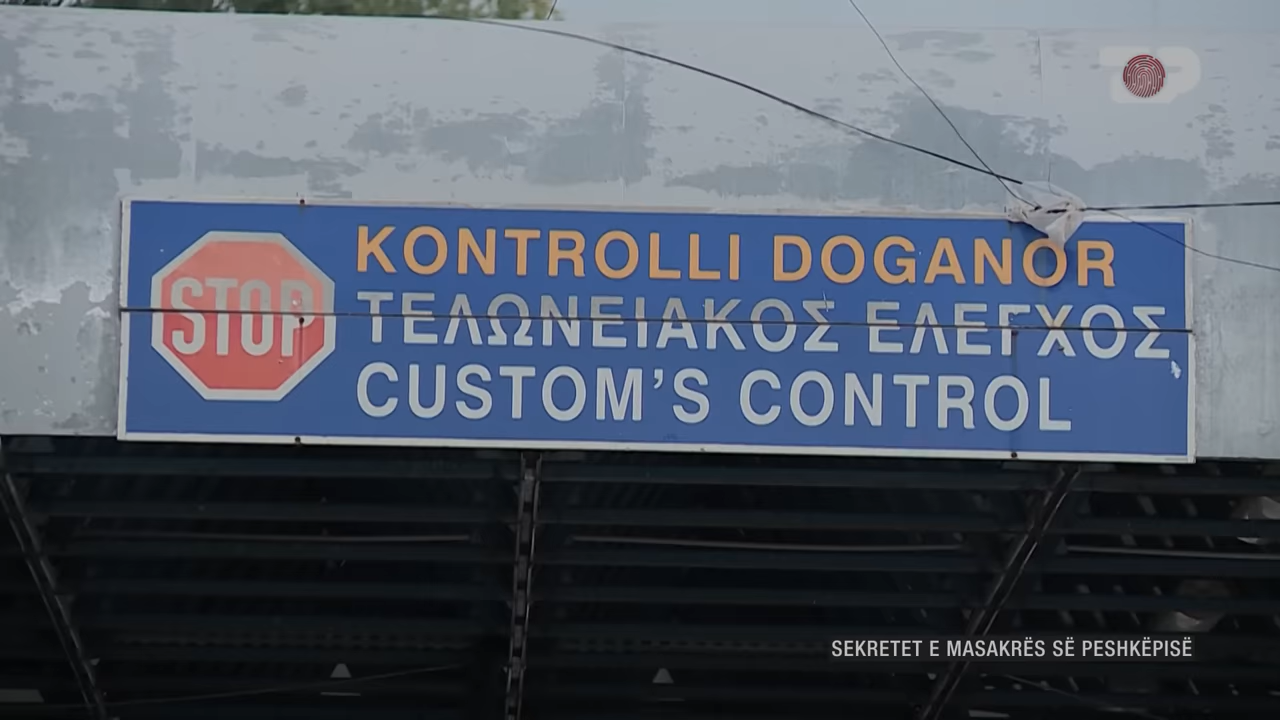 STOP
KONTROLLI DOGANOR
ΤΕΛΩΝΕΙΑΚΟΣ ΕΛΕΓΧΟΣ
CUSTOM'S CONTROL
SEKRETET E MASAKRËS SË PESHKËPISË